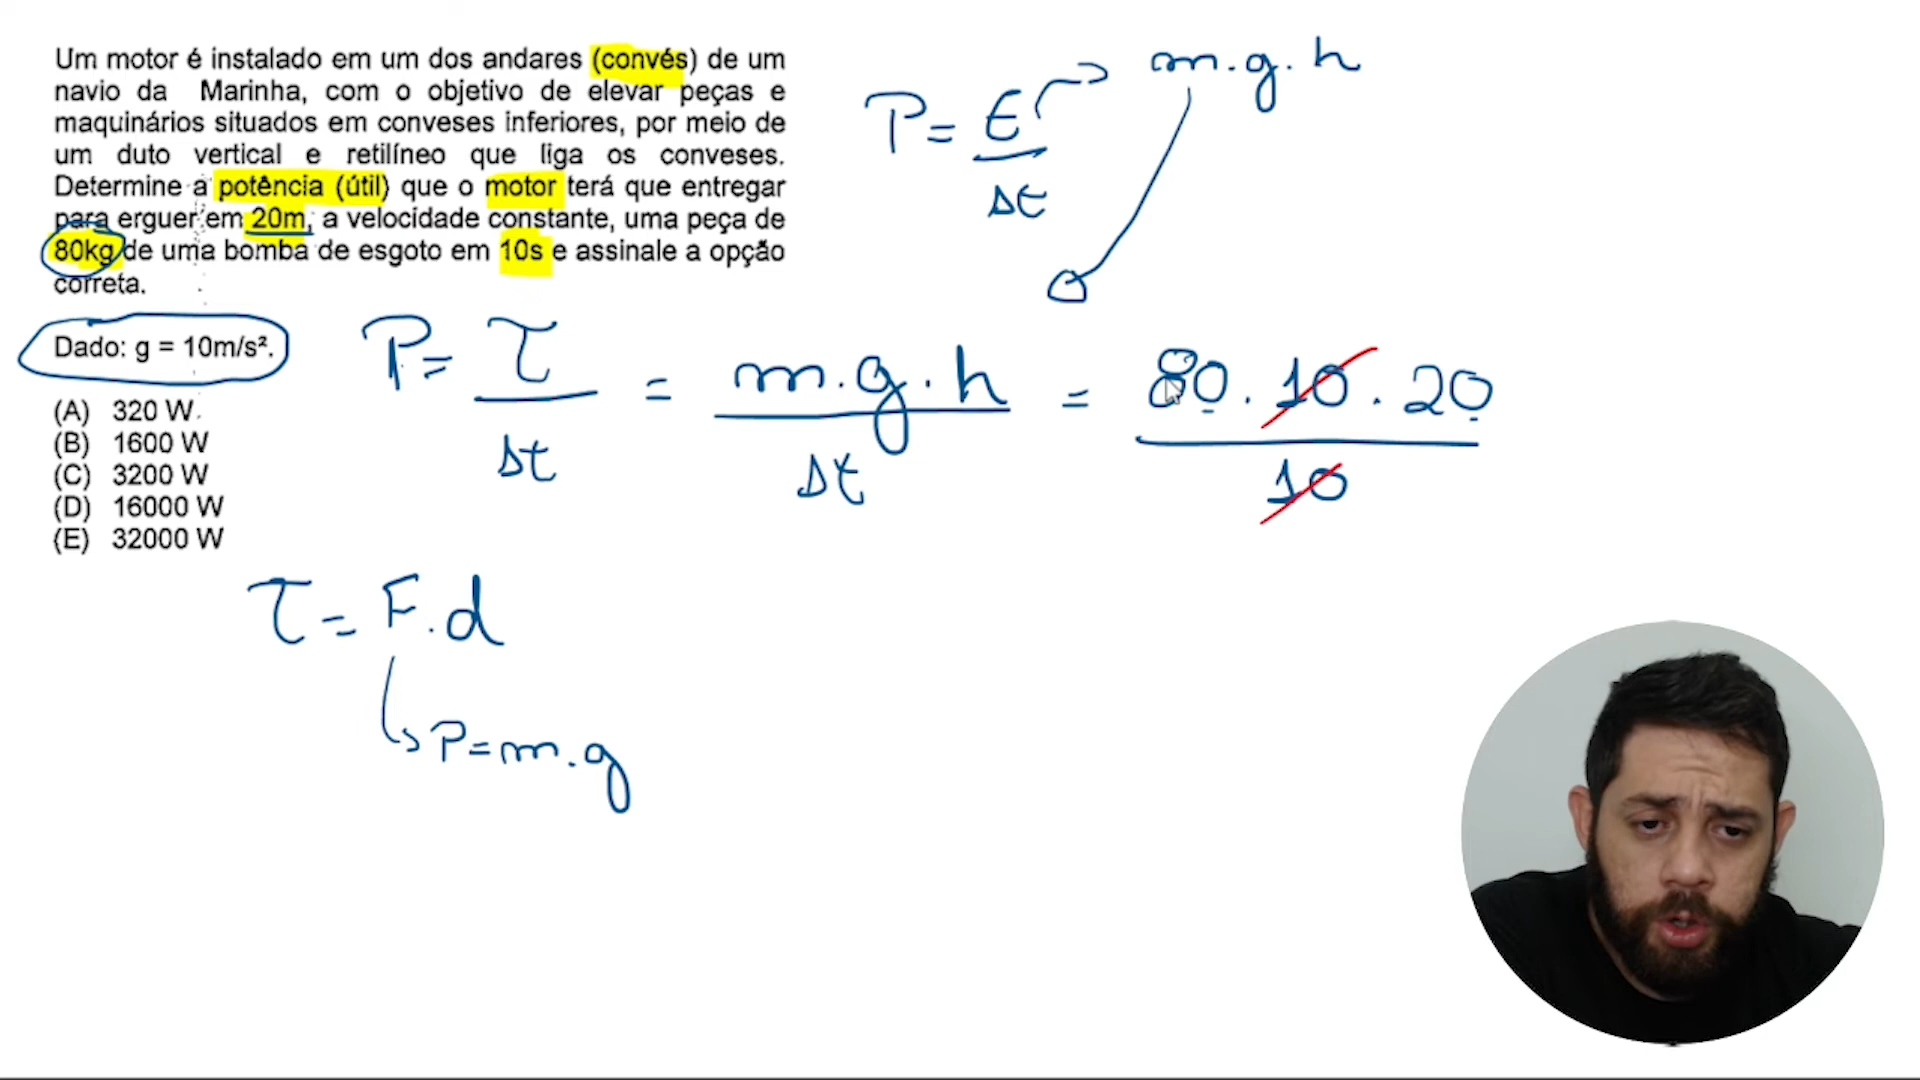 Um motor é instalado em um dos andares (convés) de um
navio da Marinha, com o objetivo de elevar peças e
maquinários situados em conveses inferiores, por meio de
um duto vertical e retilíneo que liga os conveses.
Determine a potência (útil) que o motor terá que entregar
para erguer em 20m, a velocidade constante, uma peça de
80kg de uma bomba de esgoto em 10s e assinale a opção
correta.
Dado: g = 10m/s².
(A) 320 W
(B) 1600 W
(C) 3200 W
(D) 16000 W
(E) 32000 W
P = E → m.g.h
Δt
P = τ = m.g.h = 80.10.20
Δt Δt 10
τ = F.d
↳ P = m.g